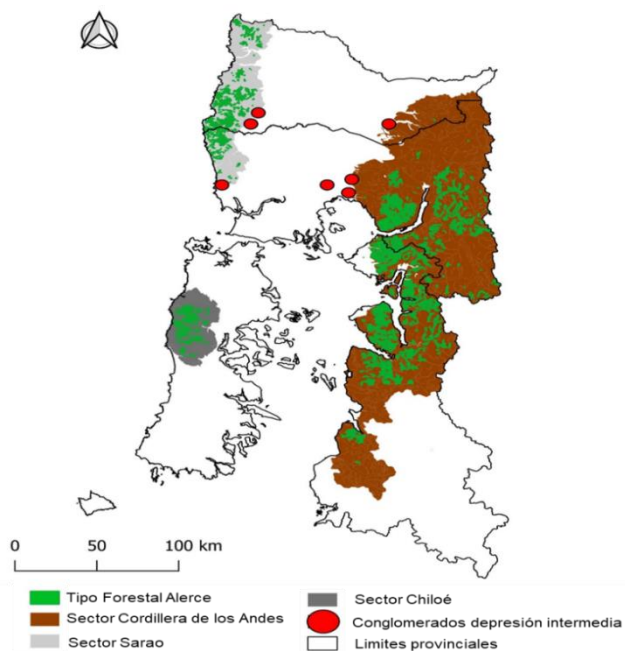 0 50 100 km
Tipo Forestal Alerce
Sector Cordillera de los Andes
Sector Sarao
Sector Chiloé
Conglomerados depresión intermedia
Limites provinciales